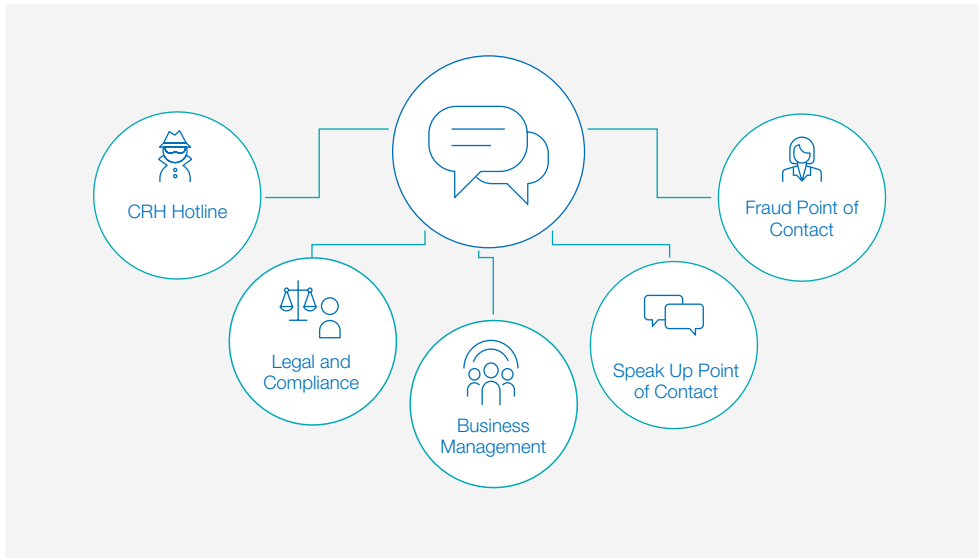 CRH Hotline
Legal and
Compliance
Business
Management
Speak Up Point
of Contact
Fraud Point of
Contact